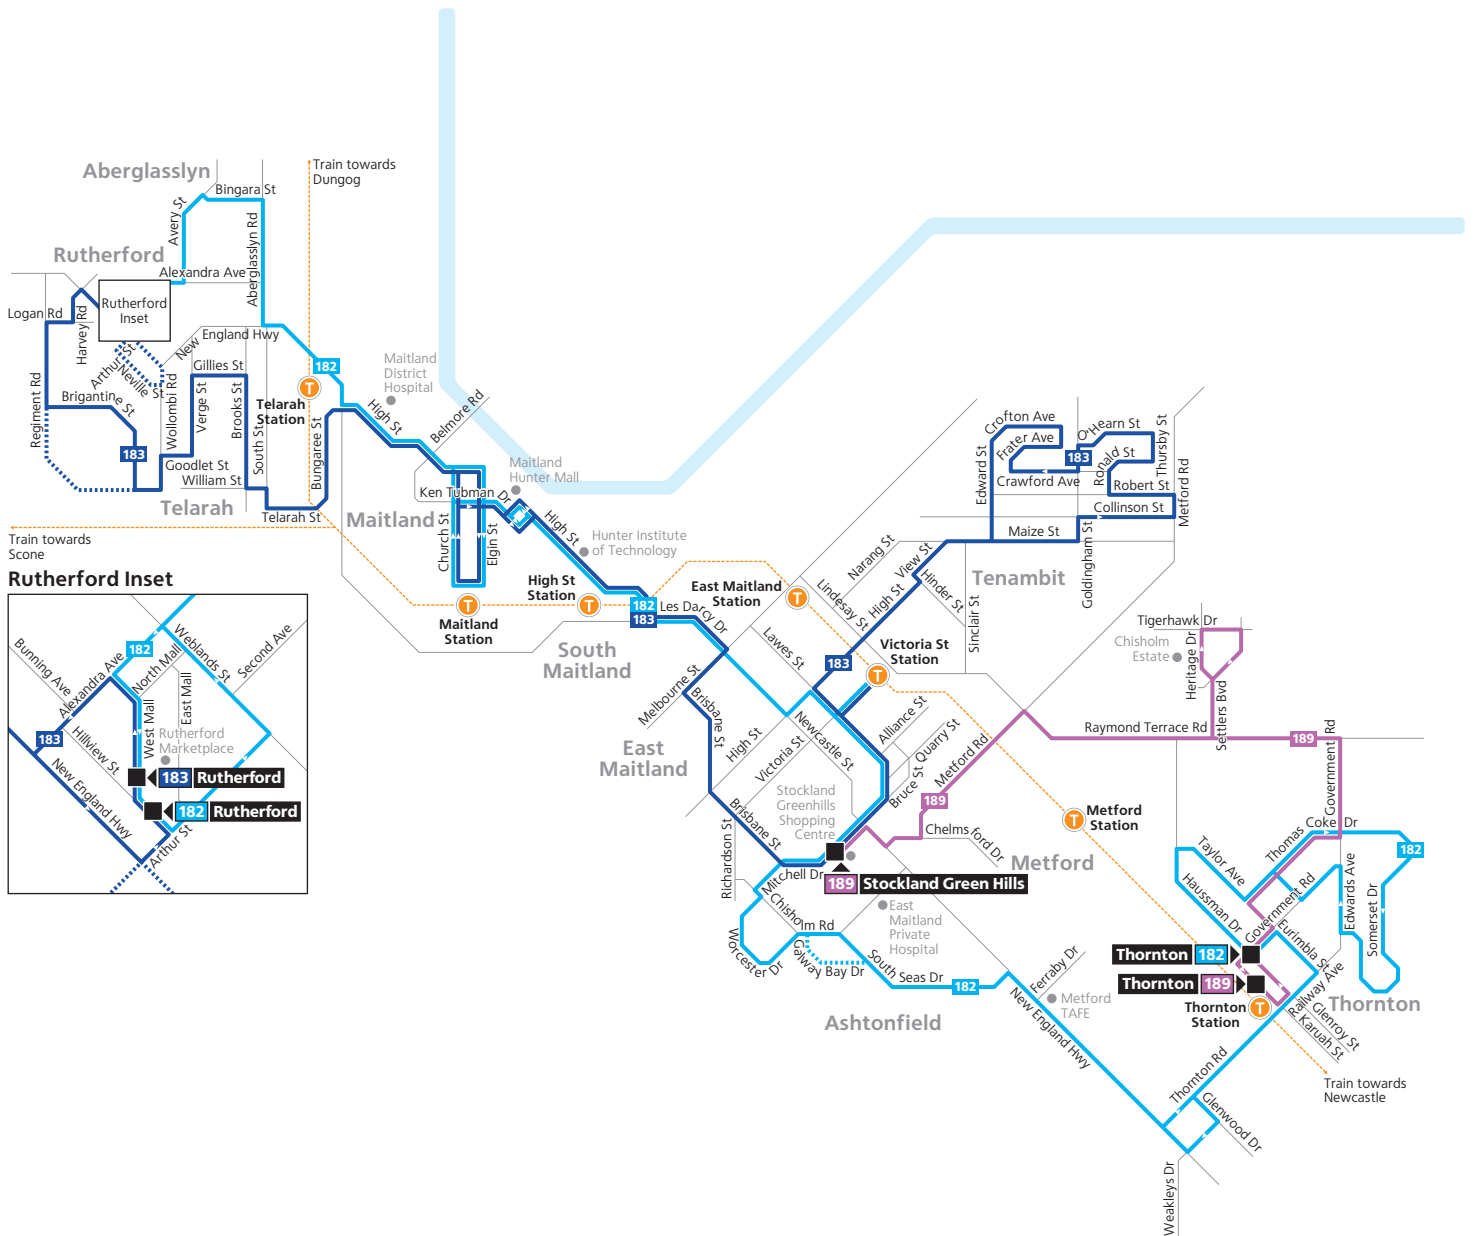 Aberglasslyn
Train towards
Dungog
Bingara St
Avery St
Aberglasslyn Rd
Rutherford
Alexandra Ave
Rutherford
Inset
Logan Rd
Harvey Rd
New
England Hwy
Arthur St
Neville St
Gillies St
182
Maitland
District
Hospital
Regiment Rd
Brigantine St
Wollombi Rd
Verge St
Brooks St
South St
Telarah
Station
T
High St
Belmore Rd
Bungaree St
183
Goodlet St
William St
Telarah
Telarah St
Maitland
Ken Tubman Dr
Maitland
Hunter Mall
Church St
Elgin St
High St
Hunter Institute
of Technology
Train towards
Scone
High St
Station
T
Maitland
Station
T
182
183
Les Darcy Dr
South
Maitland
East Maitland
Station
T
Lawes St
Lindesay St
Narang St
View St
High St
Hinder St
Sinclair St
Tenambit
Crofton Ave
Frater Ave
Edward St
Crawford Ave
183
O'Hearn St
Ronald St
Thursby St
Robert St
Collinson St
Metford Rd
Maize St
Goldingham St
Victoria St
Station
T
183
Melbourne St
Brisbane St
East
Maitland
High St
Victoria St
Newcastle St
Alliance St
Quarry St
Bruce St
Metford Rd
189
Stockland
Greenhills
Shopping
Centre
Brisbane St
Richardson St
Mitchell Dr
189 Stockland Green Hills
Chelmsford Dr
Metford
Metford
Station
T
Tigerhawk Dr
Chisholm
Estate
Heritage Dr
Settlers Bvd
Raymond Terrace Rd
189
Government Rd
Coke Dr
Thomas
182
Taylor Ave
Haussman Dr
Government Rd
Edwards Ave
Somerset Dr
Eurimbla St
Railway Ave
Thornton 182
Thornton 189
Thornton
Station
T
Thornton
Glenroy St
Karuah St
Train towards
Newcastle
Chisholm Rd
Worcester Dr
Galway Bay Dr
East
Maitland
Private
Hospital
South
Seas Dr
182
Ashtonfield
Ferraby Dr
Metford
TAFE
New England Hwy
Thornton Rd
Glenwood Dr
Weakleys Dr
Rutherford Inset
Bunning Ave
Alexandra Ave
182
North Mall
Weblands St
Second Ave
183
Hillview St
West Mall
East Mall
Rutherford
Marketplace
183 Rutherford
182 Rutherford
New England Hwy
Arthur St